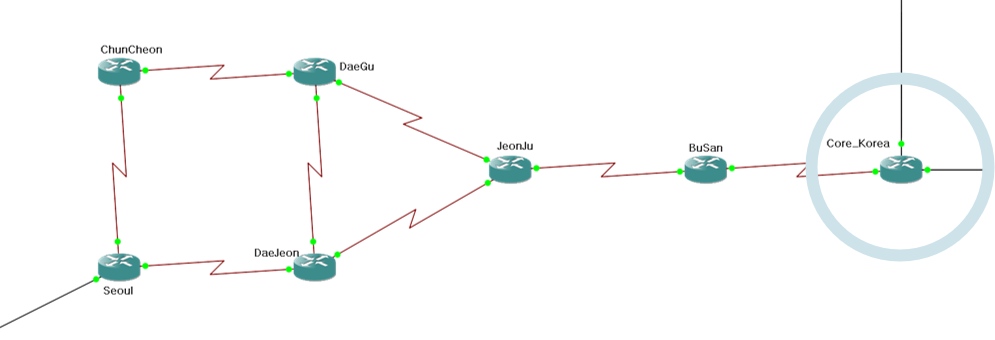 ChunCheon
DaeGu
JeonJu
BuSan
Core_Korea
DaeJeon
Seoul